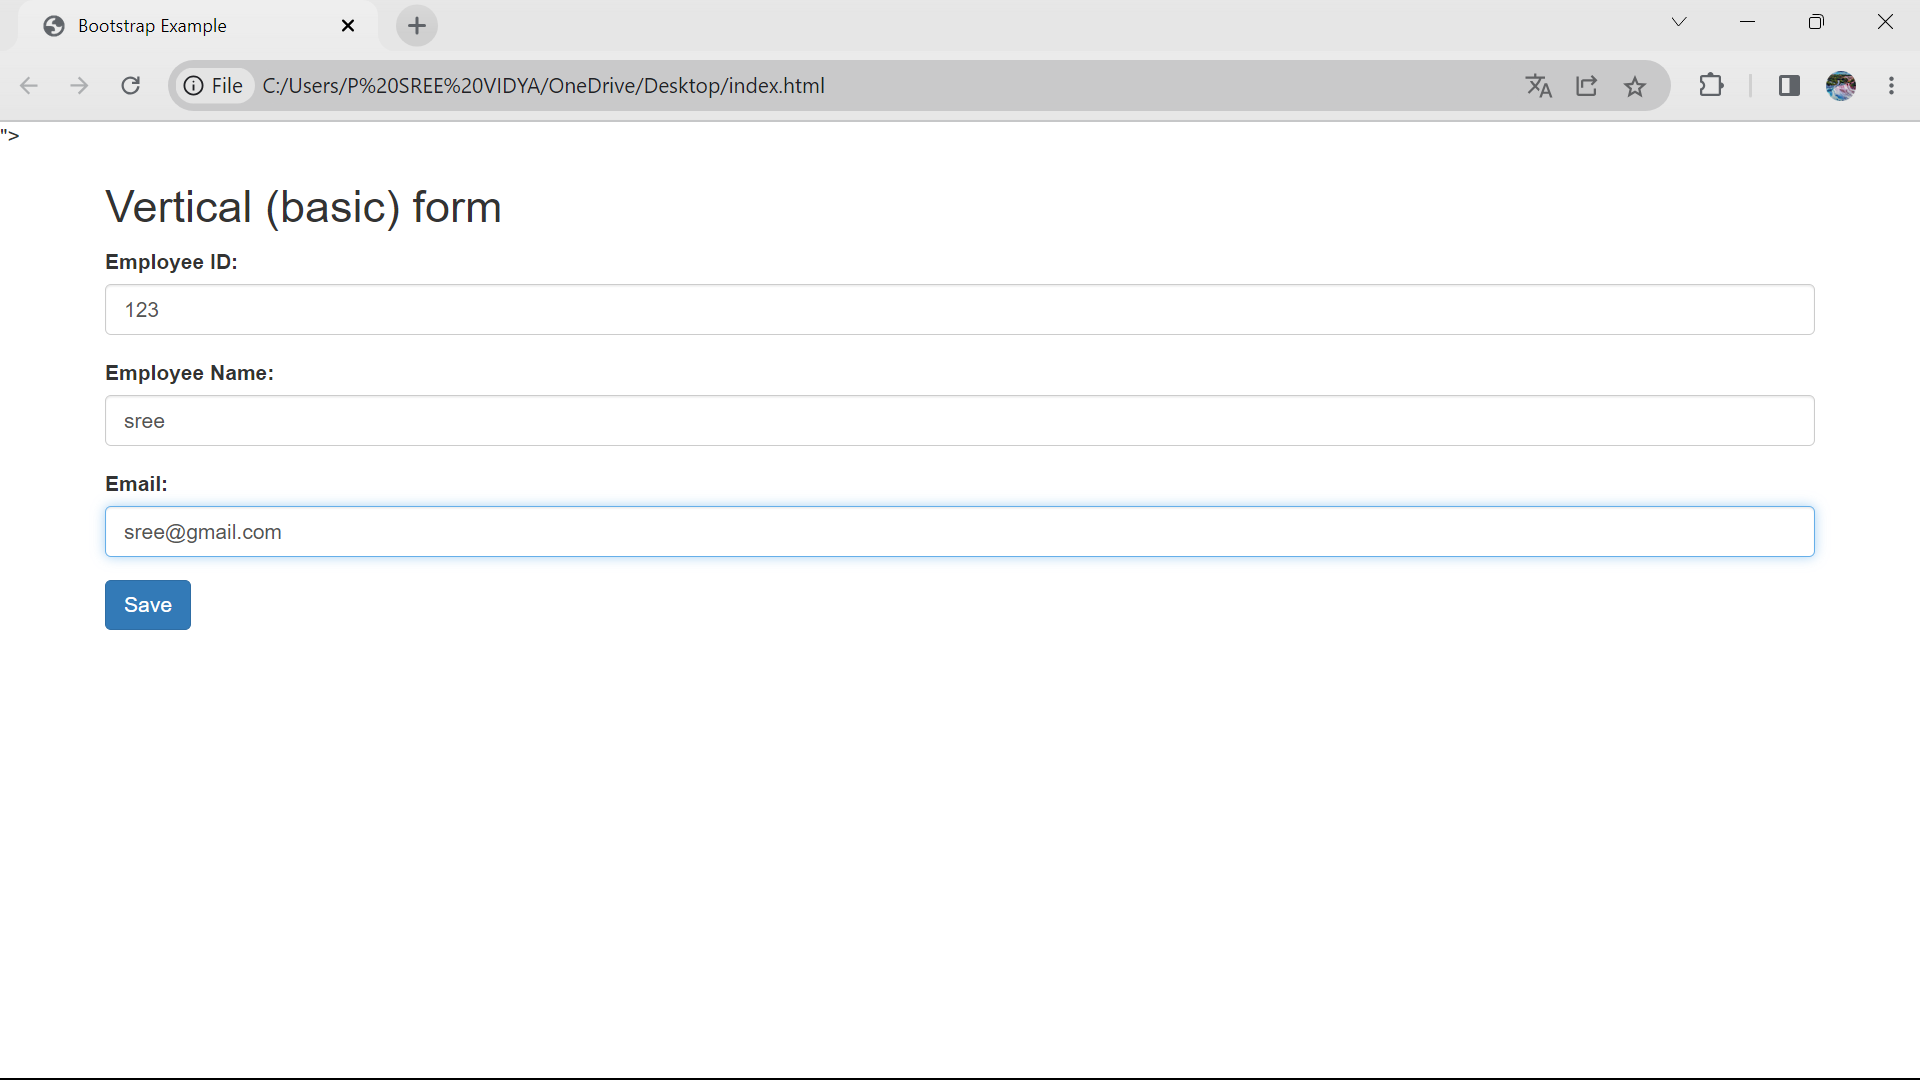 Bootstrap Example
File C:/Users/P%20SREE%20VIDYA/OneDrive/Desktop/index.html
">
Vertical (basic) form
Employee ID:
123
Employee Name:
sree
Email:
sree@gmail.com
Save